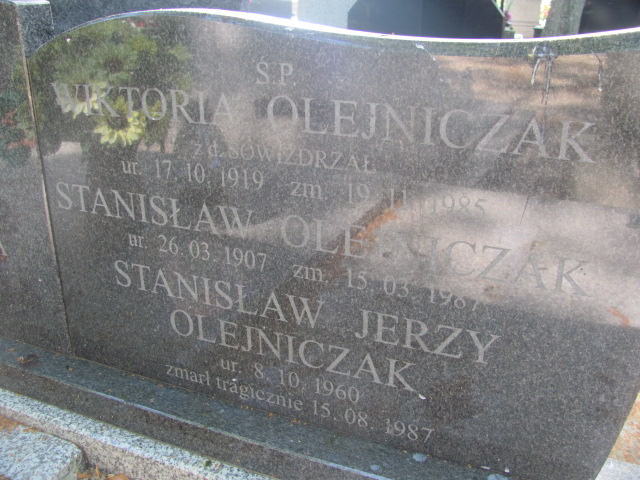 Ś.P.
WIKTORIA OLEJNICZAK
z d. SOWIZDRZAŁ
ur. 17. 10. 1919 zm. 19. 11. 1985
STANISŁAW OLEJNICZAK
ur. 26. 03. 1907 zm. 15. 03. 1987
STANISŁAW JERZY
OLEJNICZAK
ur. 8. 10. 1960
zmarł tragicznie 15. 08. 1987